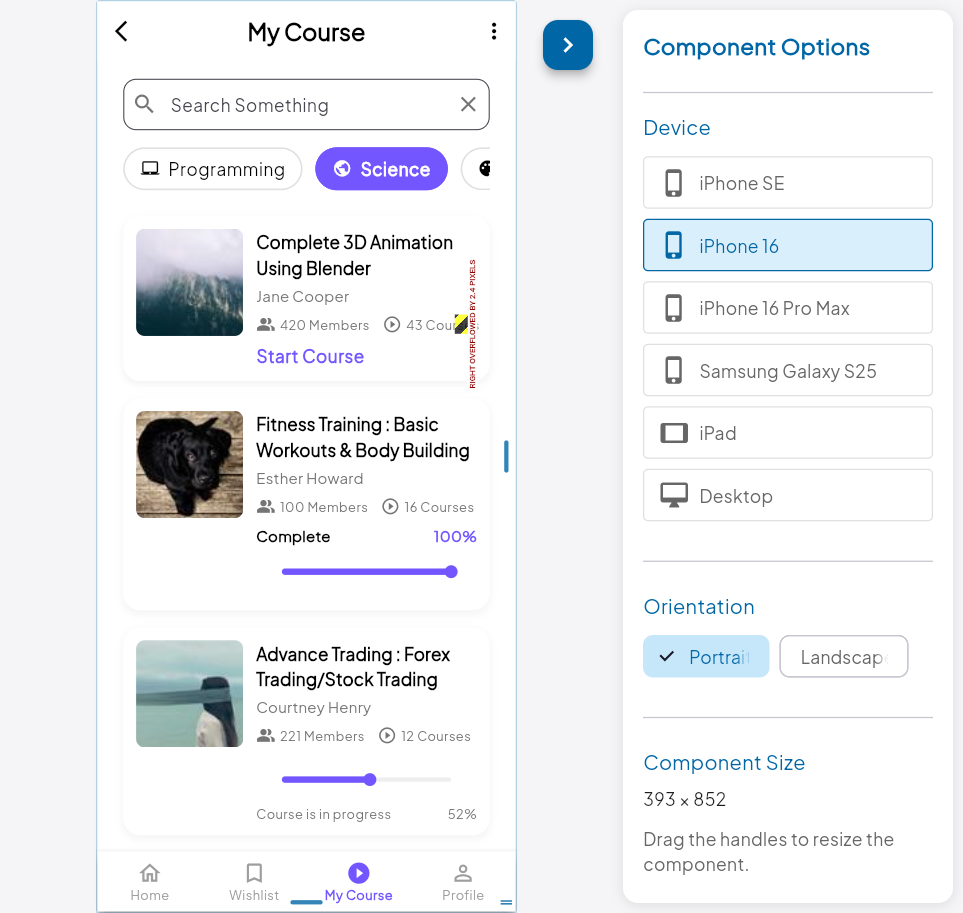 My Course
Search Something
Programming
Science
Complete 3D Animation
Using Blender
Jane Cooper
420 Members
43 Courses
RIGHT OVERFLOWED BY 2.4 PIXELS
Start Course
Fitness Training : Basic
Workouts & Body Building
Esther Howard
100 Members
16 Courses
Complete
100%
Advance Trading : Forex
Trading/Stock Trading
Courtney Henry
221 Members
12 Courses
Course is in progress
52%
Home
Wishlist
My Course
Profile
Component Options
Device
iPhone SE
iPhone 16
iPhone 16 Pro Max
Samsung Galaxy S25
iPad
Desktop
Orientation
Portrait
Landscape
Component Size
393 × 852
Drag the handles to resize the
component.